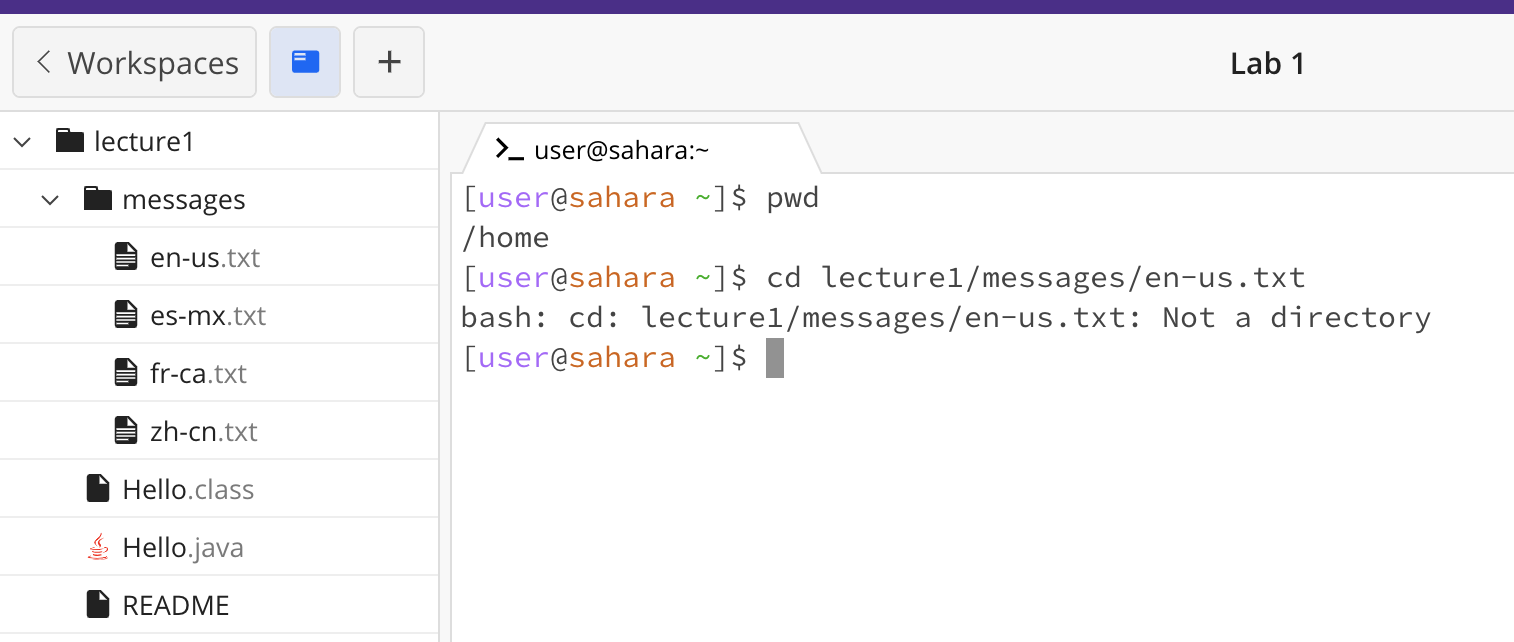 Workspaces
+
Lab 1
lecture1
messages
en-us.txt
es-mx.txt
fr-ca.txt
zh-cn.txt
Hello.class
Hello.java
README
>_ user@sahara:~
[user@sahara ~]$ pwd
/home
[user@sahara ~]$ cd lecture1/messages/en-us.txt
bash: cd: lecture1/messages/en-us.txt: Not a directory
[user@sahara ~]$